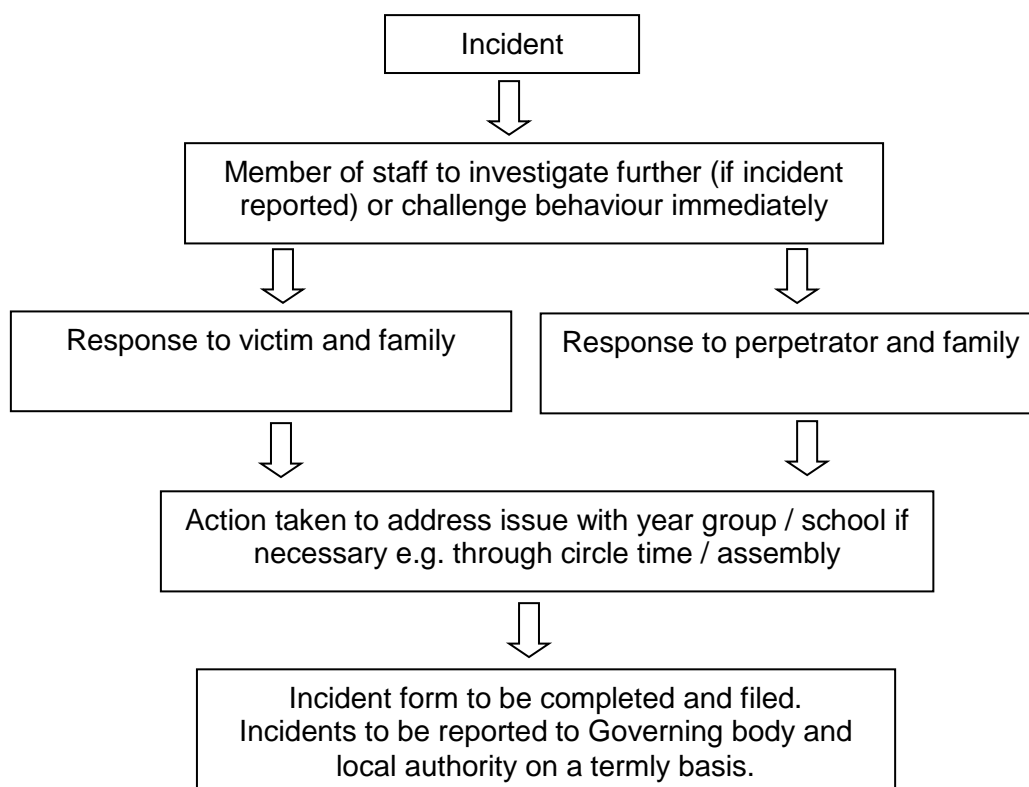 Incident
Member of staff to investigate further (if incident
reported) or challenge behaviour immediately
Response to victim and family
Response to perpetrator and family
Action taken to address issue with year group / school if
necessary e.g. through circle time / assembly
Incident form to be completed and filed.
Incidents to be reported to Governing body and
local authority on a termly basis.